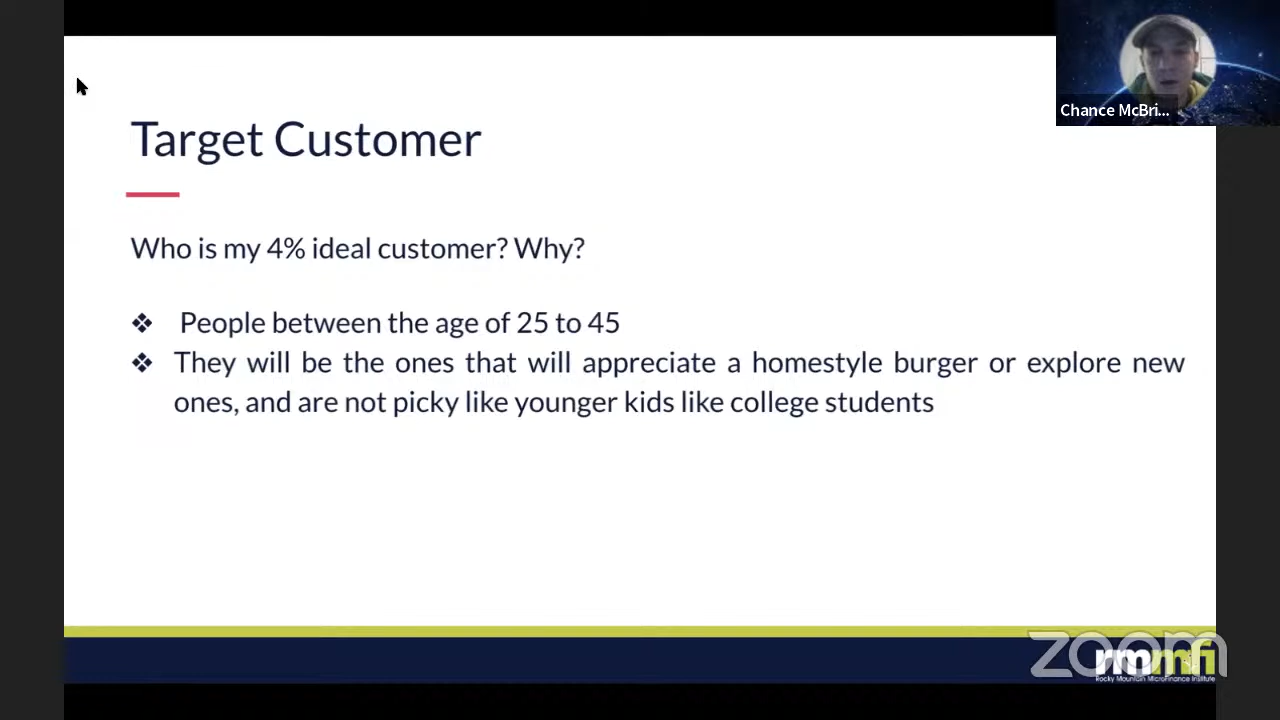 Chance McBri...
Target Customer
Who is my 4% ideal customer? Why?
❖ People between the age of 25 to 45
❖ They will be the ones that will appreciate a homestyle burger or explore new
ones, and are not picky like younger kids like college students
zoom
rmmfi
Rocky Mountain MicroFinance Institute